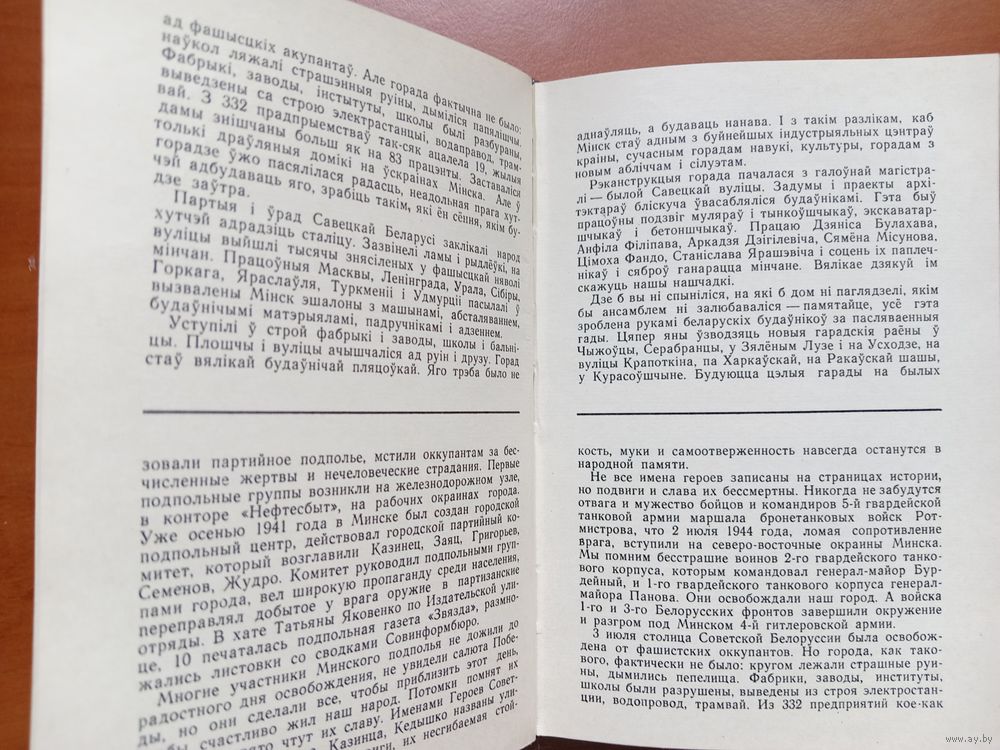 ад фашысцкіх акупантаў. Але горада фактычна не было:
наўкол ляжалі страшэнныя руіны, дыміліся папялішчы.
Фабрыкі, заводы, інстытуты, школы былі разбураны,
выведзены са строю электрастанцыі, водаправод, трам-
вай. З 332 прадпрыемстваў так-сяк ацалела 19, жылыя
дамы знішчаны больш як на 83 працэнты. Заставаліся
толькі драўляныя домікі на ўскраінах Мінска. Але ў
горадзе ўжо пасялілася радасць, неадольная прага хут-
чэй адбудаваць яго, зрабіць такім, які ён сёння, якім бу-
дзе заўтра.
Партыя і ўрад Савецкай Беларусі заклікалі народ
хутчэй адрадзіць сталіцу. Зазвінелі ламы і рыдлёўкі, на
вуліцы выйшлі тысячы знясіленых у фашысцкай няволі
мінчан. Працоўныя Масквы, Ленінграда, Урала, Сібіры,
Горкага, Яраслаўля, Туркменіі і Удмурціі пасылалі ў
вызвалены Мінск эшалоны з машынамі, абсталяваннем,
будаўнічымі матэрыяламі, падручнікамі і адзеннем.
Уступілі ў строй фабрыкі і заводы, школы і бальні-
цы. Плошчы і вуліцы ачышчаліся ад руін і друзу. Горад
стаў вялікай будаўнічай пляцоўкай. Яго трэба было не
зовали партийное подполье, мстили оккупантам за бес-
численные жертвы и нечеловеческие страдания. Первые
подпольные группы возникли на железнодорожном узле,
в конторе «Нефтесбыт», на рабочих окраинах города.
Уже осенью 1941 года в Минске был создан городской
подпольный центр, действовал городской партийный ко-
митет, который возглавили Казинец, Заяц, Григорьев,
Семенов, Жудро. Комитет руководил подпольными груп-
пами города, вел широкую пропаганду среди населения,
переправлял добытое у врага оружие в партизанские
отряды. В хате Татьяны Яковенко по Издательской ули-
це, 10 печаталась подпольная газета «Звязда», размно-
жались листовки со сводками Совинформбюро.
Многие участники Минского подполья не дожили до
радостного дня освобождения, не увидели салюта Побе-
ды, но они сделали все, чтобы приблизить этот день,
бы счастливо жил наш народ. Потомки помнят их
чтут их славу. Именами Героев Совет-
Казинца, Кедышко названы ули-
их несгибаемая стой-
аднаўляць, а будаваць нанава. І з такім разлікам, каб
Мінск стаў адным з буйнейшых індустрыяльных цэнтраў
краіны, сучасным горадам навукі, культуры, горадам з
новым аблiччам і сілуэтам.
Рэканструкцыя горада пачалася з галоўнай магістра-
лі — былой Савецкай вуліцы. Задумы і праекты архі-
тэктараў бліскуча ўвасабляліся будаўнікамі. Гэта быў
працоўны подзвіг муляраў і тынкоўшчыкаў, экскаватар-
шчыкаў і бетоншчыкаў. Працаю Дзяніса Булахава,
Анфіла Філіпава, Аркадзя Дзягілевіча, Сямёна Місунова,
Цімоха Фандо, Станіслава Ярашэвіча і соцень іх паплеч-
нікаў і сяброў ганарацца мінчане. Вялікае дзякуй ім
скажуць нашы нашчадкі.
Дзе б вы ні спыніліся, на які б дом ні паглядзелі, якім
бы ансамблем ні залюбаваліся — памятайце, усё гэта
зроблена рукамі беларускіх будаўнікоў за пасляваенныя
гады. Цяпер яны ўзводзяць новыя гарадскія раёны ў
Чыжоўцы, Серабранцы, у Зялёным Лузе і на Усходзе, на
вуліцы Крапоткіна, па Харкаўскай, на Ракаўскай шашы,
у Курасоўшчыне. Будуюцца цэлыя гарады на былых
кость, муки и самоотверженность навсегда останутся в
народной памяти.
Не все имена героев записаны на страницах истории,
но подвиги и слава их бессмертны. Никогда не забудутся
отвага и мужество бойцов и командиров 5-й гвардейской
танковой армии маршала бронетанковых войск Рот-
мистрова, что 2 июля 1944 года, ломая сопротивление
врага, вступили на северо-восточные окраины Минска.
Мы помним бесстрашие воинов 2-го гвардейского танко-
вого корпуса, которым командовал генерал-майор Бур-
дейный, и 1-го гвардейского танкового корпуса генерал-
майора Панова. Они освобождали наш город. А войска
1-го и 3-го Белорусских фронтов завершили окружение
и разгром под Минском 4-й гитлеровской армии.
3 июля столица Советской Белоруссии была освобож-
дена от фашистских оккупантов. Но города, как тако-
вого, фактически не было: кругом лежали страшные руи-
ны, дымились пепелища. Фабрики, заводы, институты,
школы были разрушены, выведены из строя электростан-
ции, водопровод, трамвай. Из 332 предприятий кое-как
www.ay.by